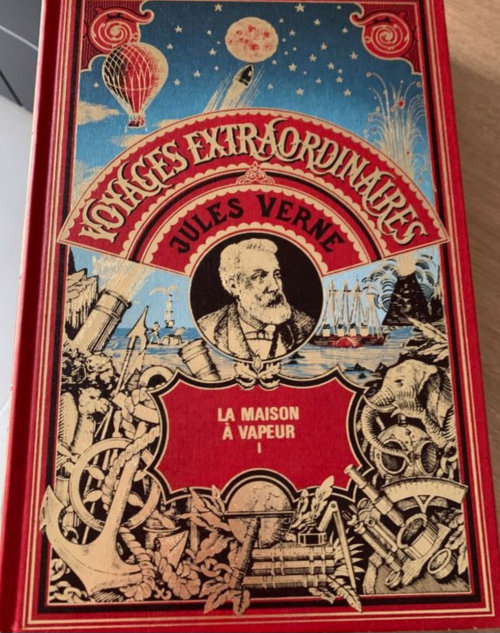 VOYAGES EXTRAORDINAIRES
JULES VERNE
LA MAISON
À VAPEUR
I